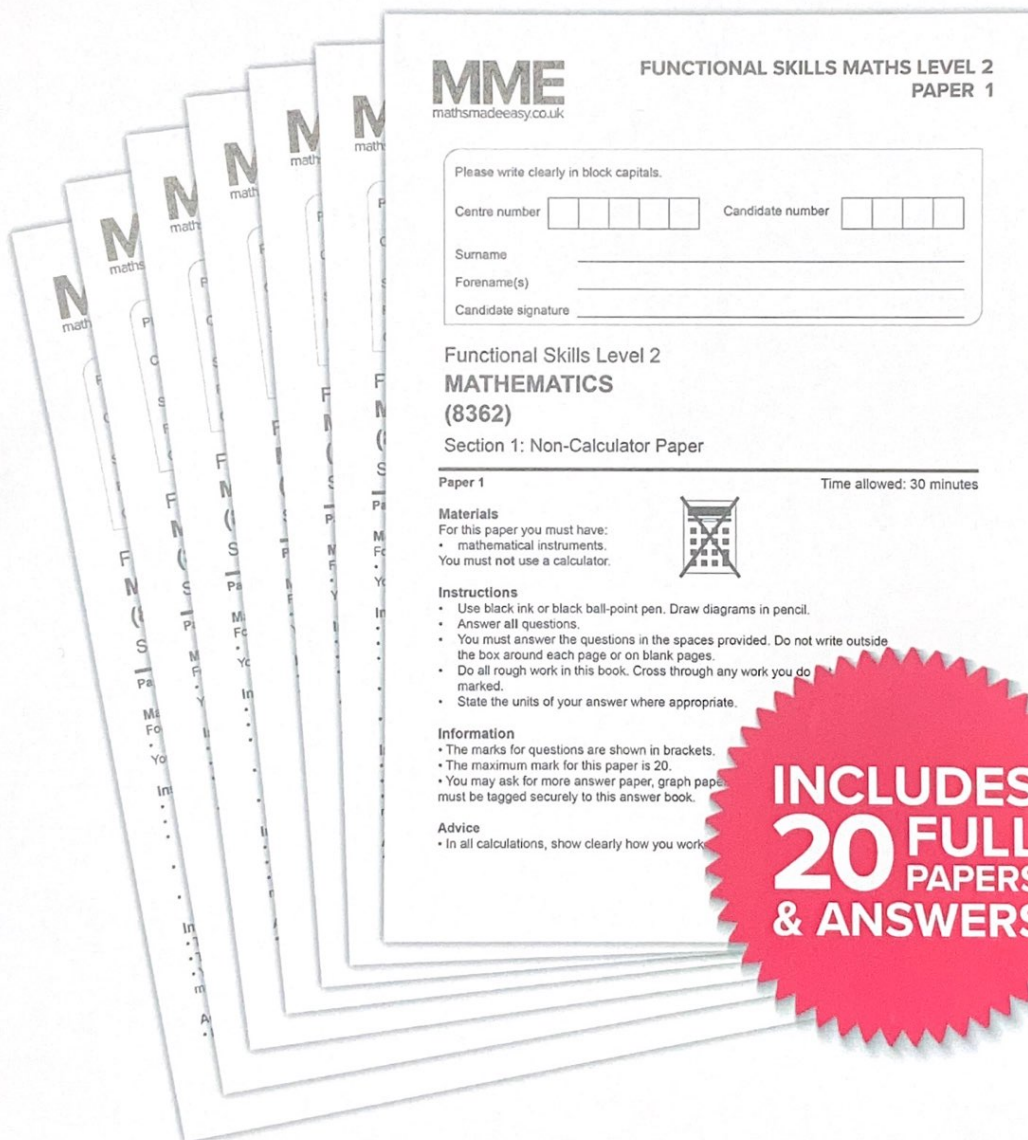 MME
mathsmadeeasy.co.uk
FUNCTIONAL SKILLS MATHS LEVEL 2
PAPER 1
Please write clearly in block capitals.
Centre number
Candidate number
Surname
Forename(s)
Candidate signature
Functional Skills Level 2
MATHEMATICS
(8362)
Section 1: Non-Calculator Paper
Paper 1
Time allowed: 30 minutes
Materials
For this paper you must have:
• mathematical instruments.
You must not use a calculator.
Instructions
• Use black ink or black ball-point pen. Draw diagrams in pencil.
• Answer all questions.
• You must answer the questions in the spaces provided. Do not write outside
the box around each page or on blank pages.
• Do all rough work in this book. Cross through any work you do
marked.
• State the units of your answer where appropriate.
Information
• The marks for questions are shown in brackets.
• The maximum mark for this paper is 20.
• You may ask for more answer paper, graph pape
must be tagged securely to this answer book.
Advice
• In all calculations, show clearly how you work
INCLUDES
20 FULL
PAPERS
& ANSWERS